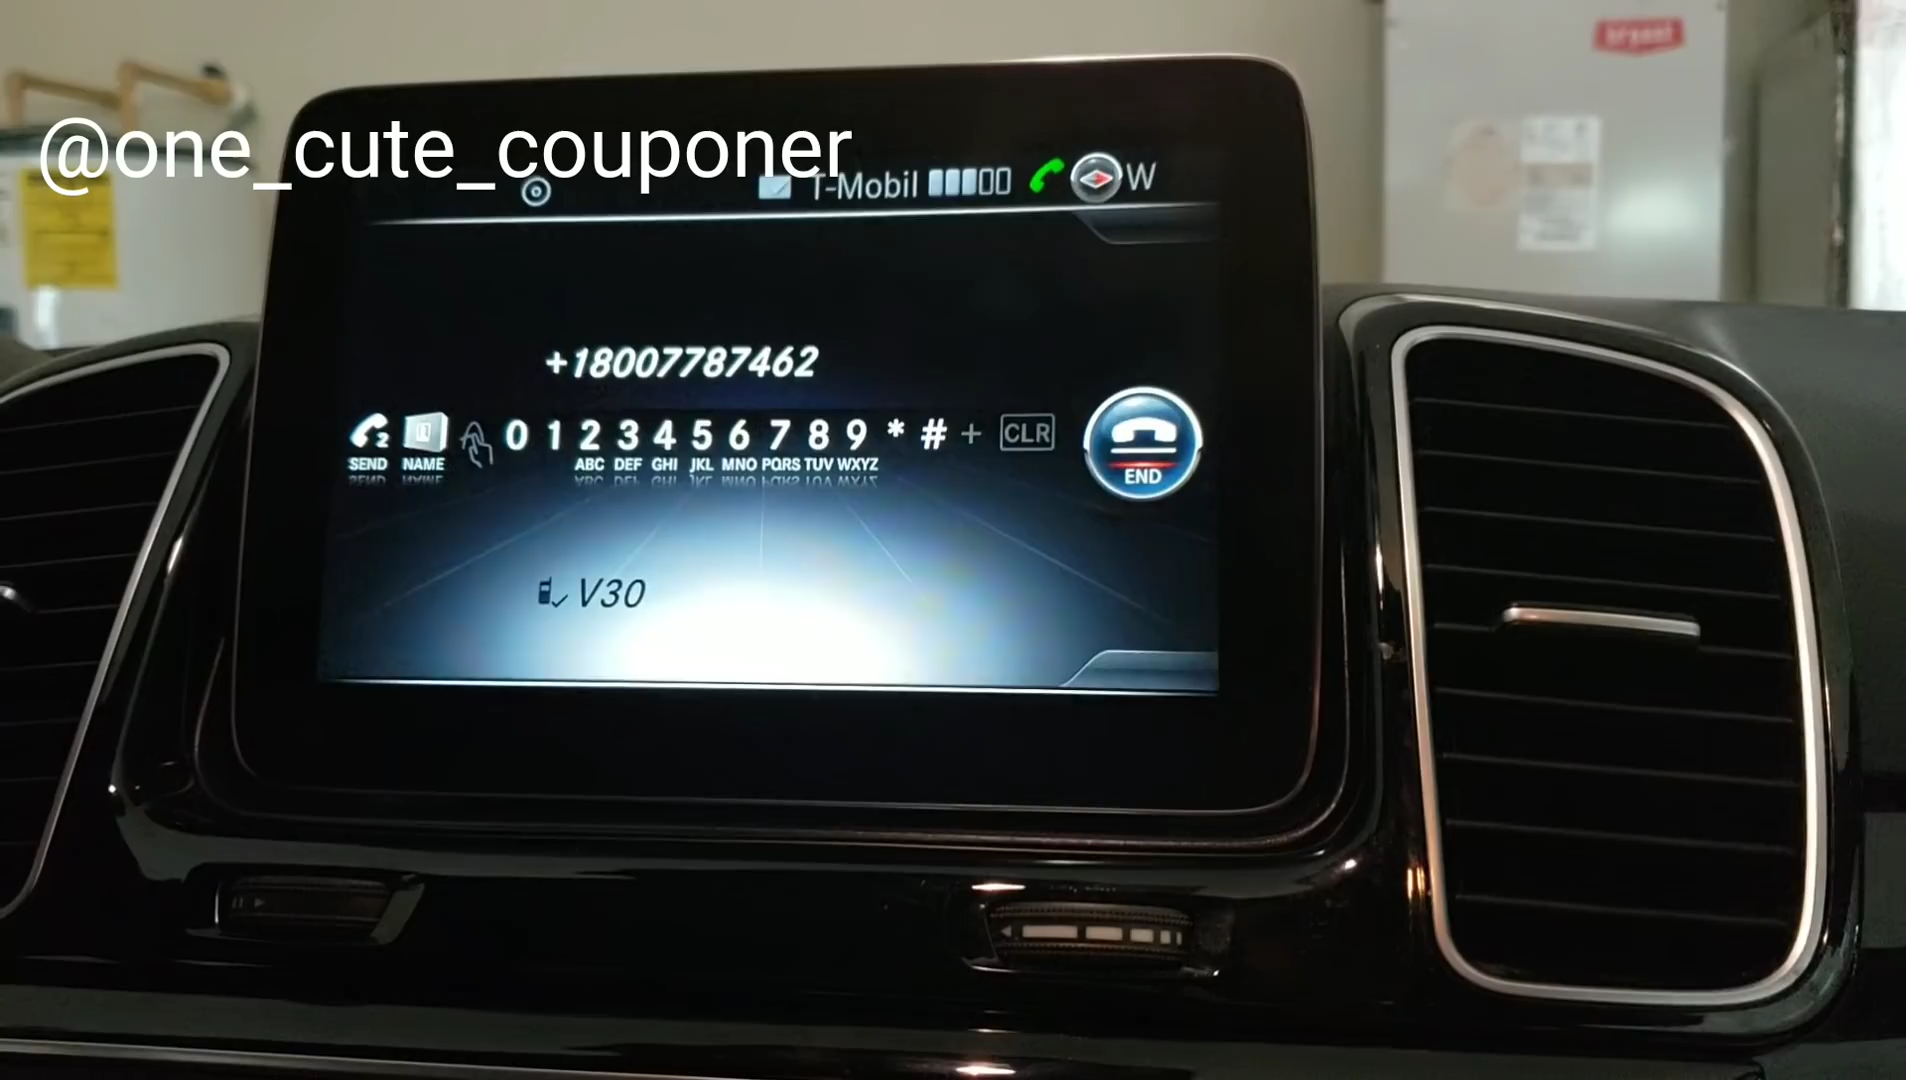 bryant
@one_cute_couponer
T-Mobil W
+18007787462
0 1 2 3 4 5 6 7 8 9 * # + CLR
SEND NAME ABC DEF GHI JKL MNO PQRS TUV WXYZ
END
V30